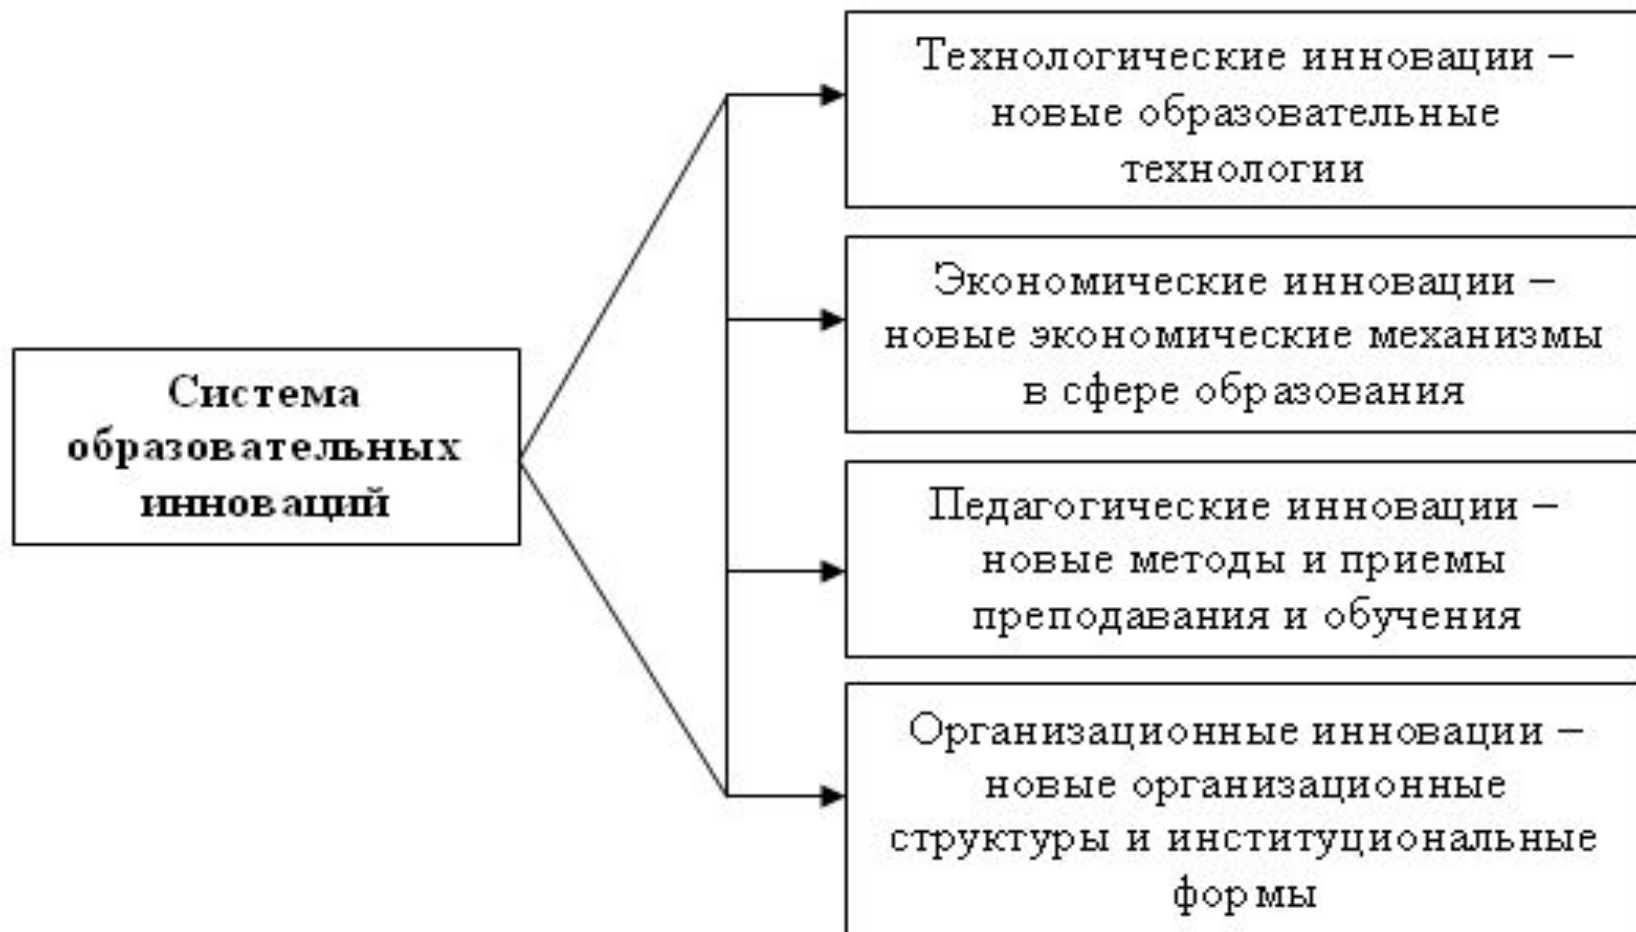 Система
образовательных
инноваций
Технологические инновации –
новые образовательные
технологии
Экономические инновации –
новые экономические механизмы
в сфере образования
Педагогические инновации –
новые методы и приемы
преподавания и обучения
Организационные инновации –
новые организационные
структуры и институциональные
формы